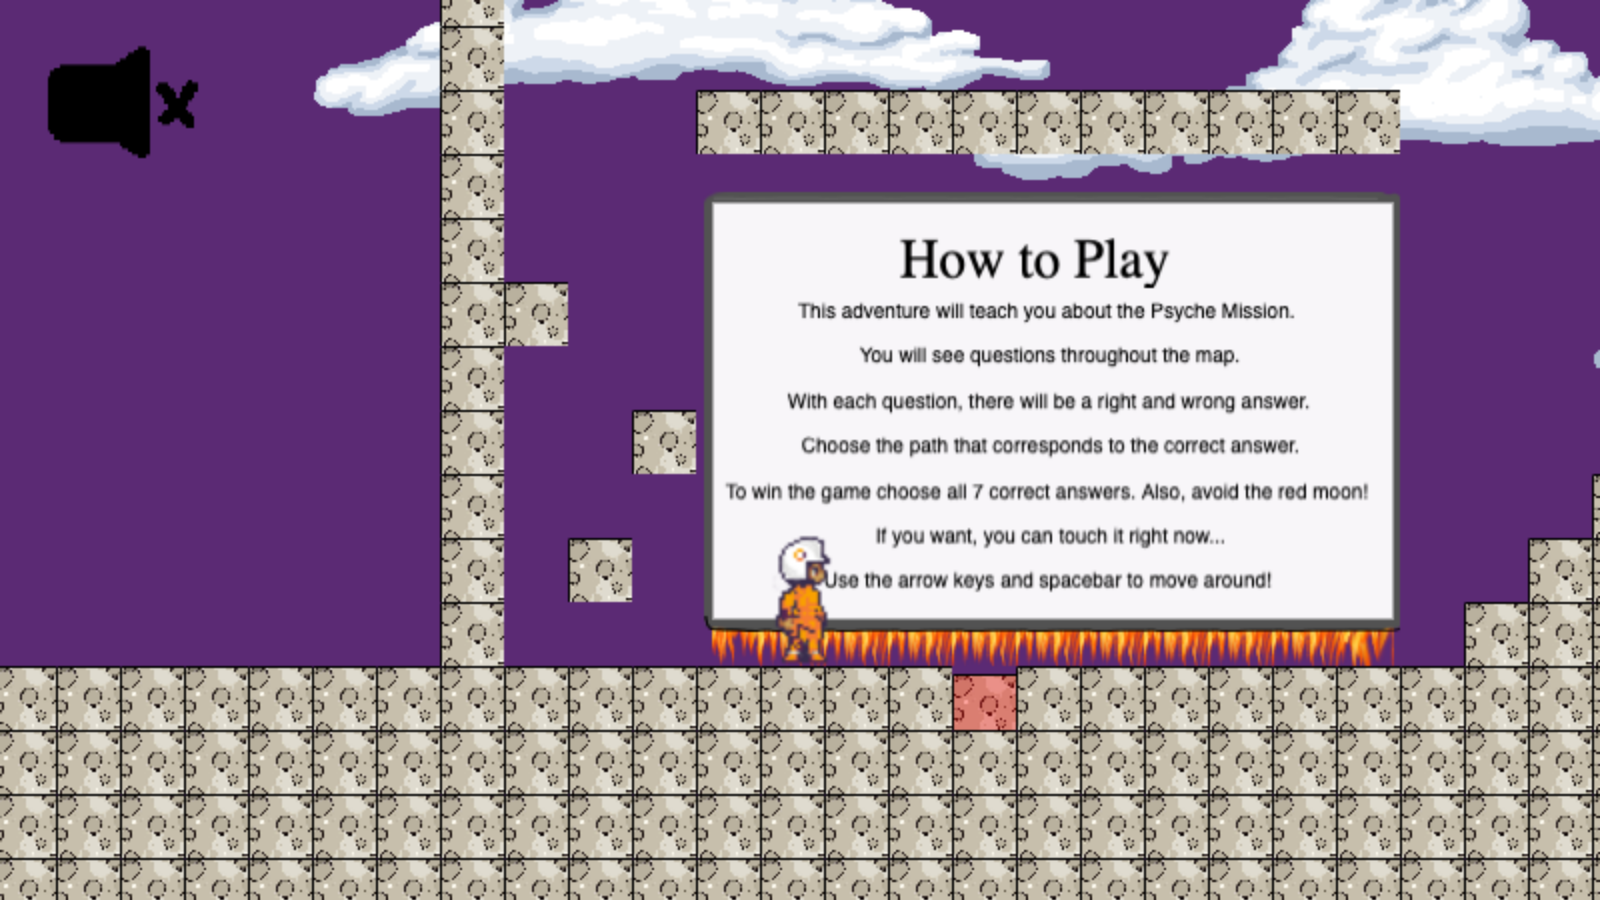 How to Play
This adventure will teach you about the Psyche Mission.
You will see questions throughout the map.
With each question, there will be a right and wrong answer.
Choose the path that corresponds to the correct answer.
To win the game choose all 7 correct answers. Also, avoid the red moon!
If you want, you can touch it right now...
Use the arrow keys and spacebar to move around!